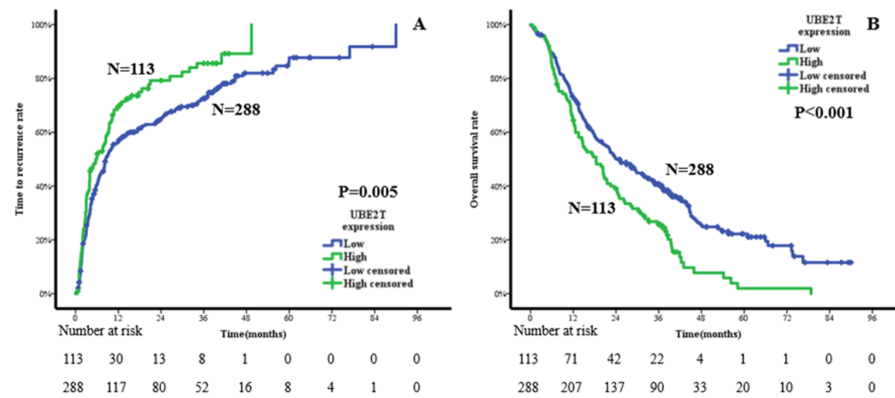 A
100%
80%
60%
40%
20%
0%
Time to recurrence rate
N=113
N=288
P=0.005
UBE2T
expression
Low
High
Low censored
High censored
0 12 24 36 48 60 72 84 96
Number at risk
Time(months)
113 30 13 8 1 0 0 0 0
288 117 80 52 16 8 4 1 0
B
100%
80%
60%
40%
20%
0%
Overall survival rate
UBE2T
expression
Low
High
Low censored
High censored
P<0.001
N=288
N=113
0 12 24 36 48 60 72 84 96
Number at risk
Time(months)
113 71 42 22 4 1 1 0 0
288 207 137 90 33 20 10 3 0